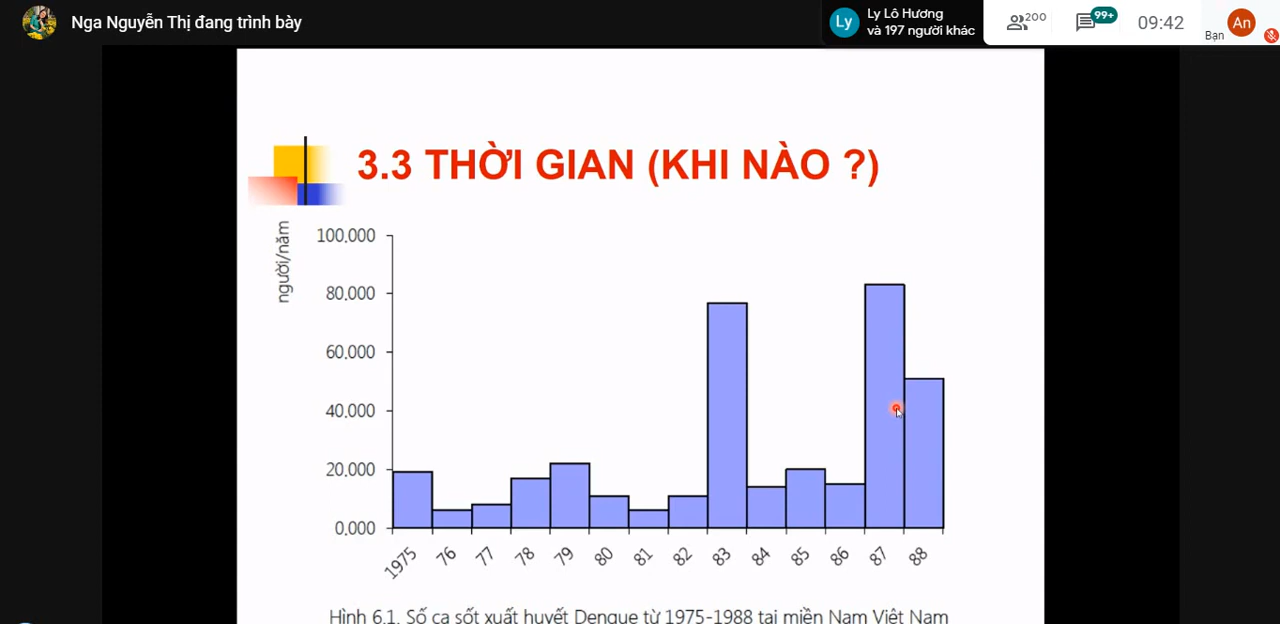 Nga Nguyễn Thị đang trình bày
Ly
Ly Lô Hương
và 197 người khác
200
99+
09:42
Bạn
An
3.3 THỜI GIAN (KHI NÀO ?)
người/năm
100.000
80.000
60.000
40.000
20.000
0.000
1975 76 77 78 79 80 81 82 83 84 85 86 87 88
Hình 6.1. Số ca sốt xuất huyết Dengue từ 1975-1988 tại miền Nam Việt Nam